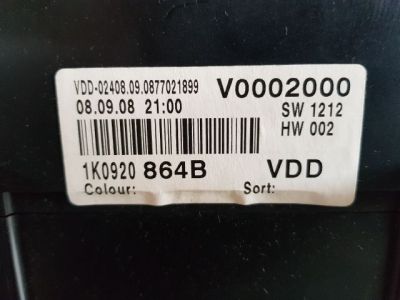 VDD-02408.09.0877021899 V0002000
08.09.08 21:00 SW 1212
HW 002
1K0920 864B VDD
Colour: Sort: